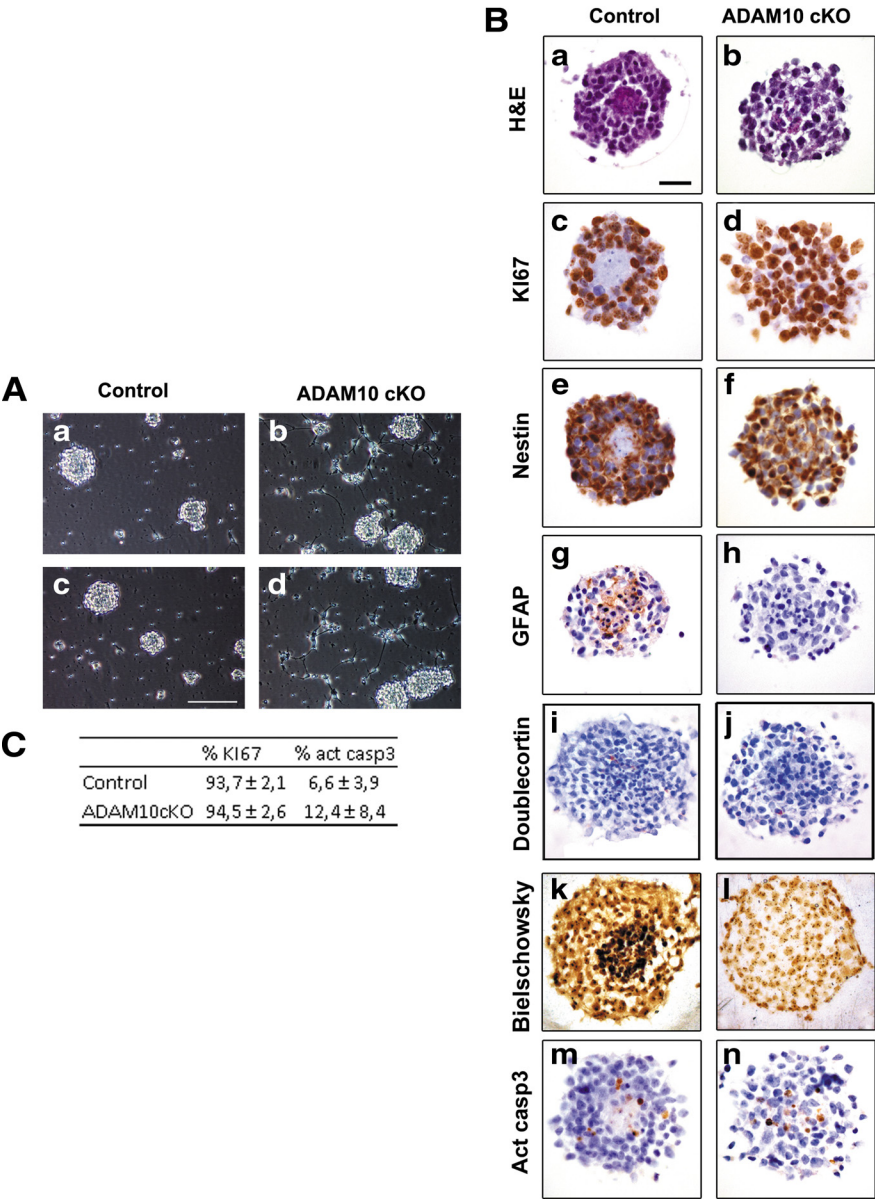 A
Control ADAM10 cKO
a b
c d
C
% KI67 % act casp3
Control 93,7 ± 2,1 6,6 ± 3,9
ADAM10cKO 94,5 ± 2,6 12,4 ± 8,4
B
Control ADAM10 cKO
H&E
a b
KI67
c d
Nestin
e f
GFAP
g h
Doublecortin
i j
Bielschowsky
k l
Act casp3
m n